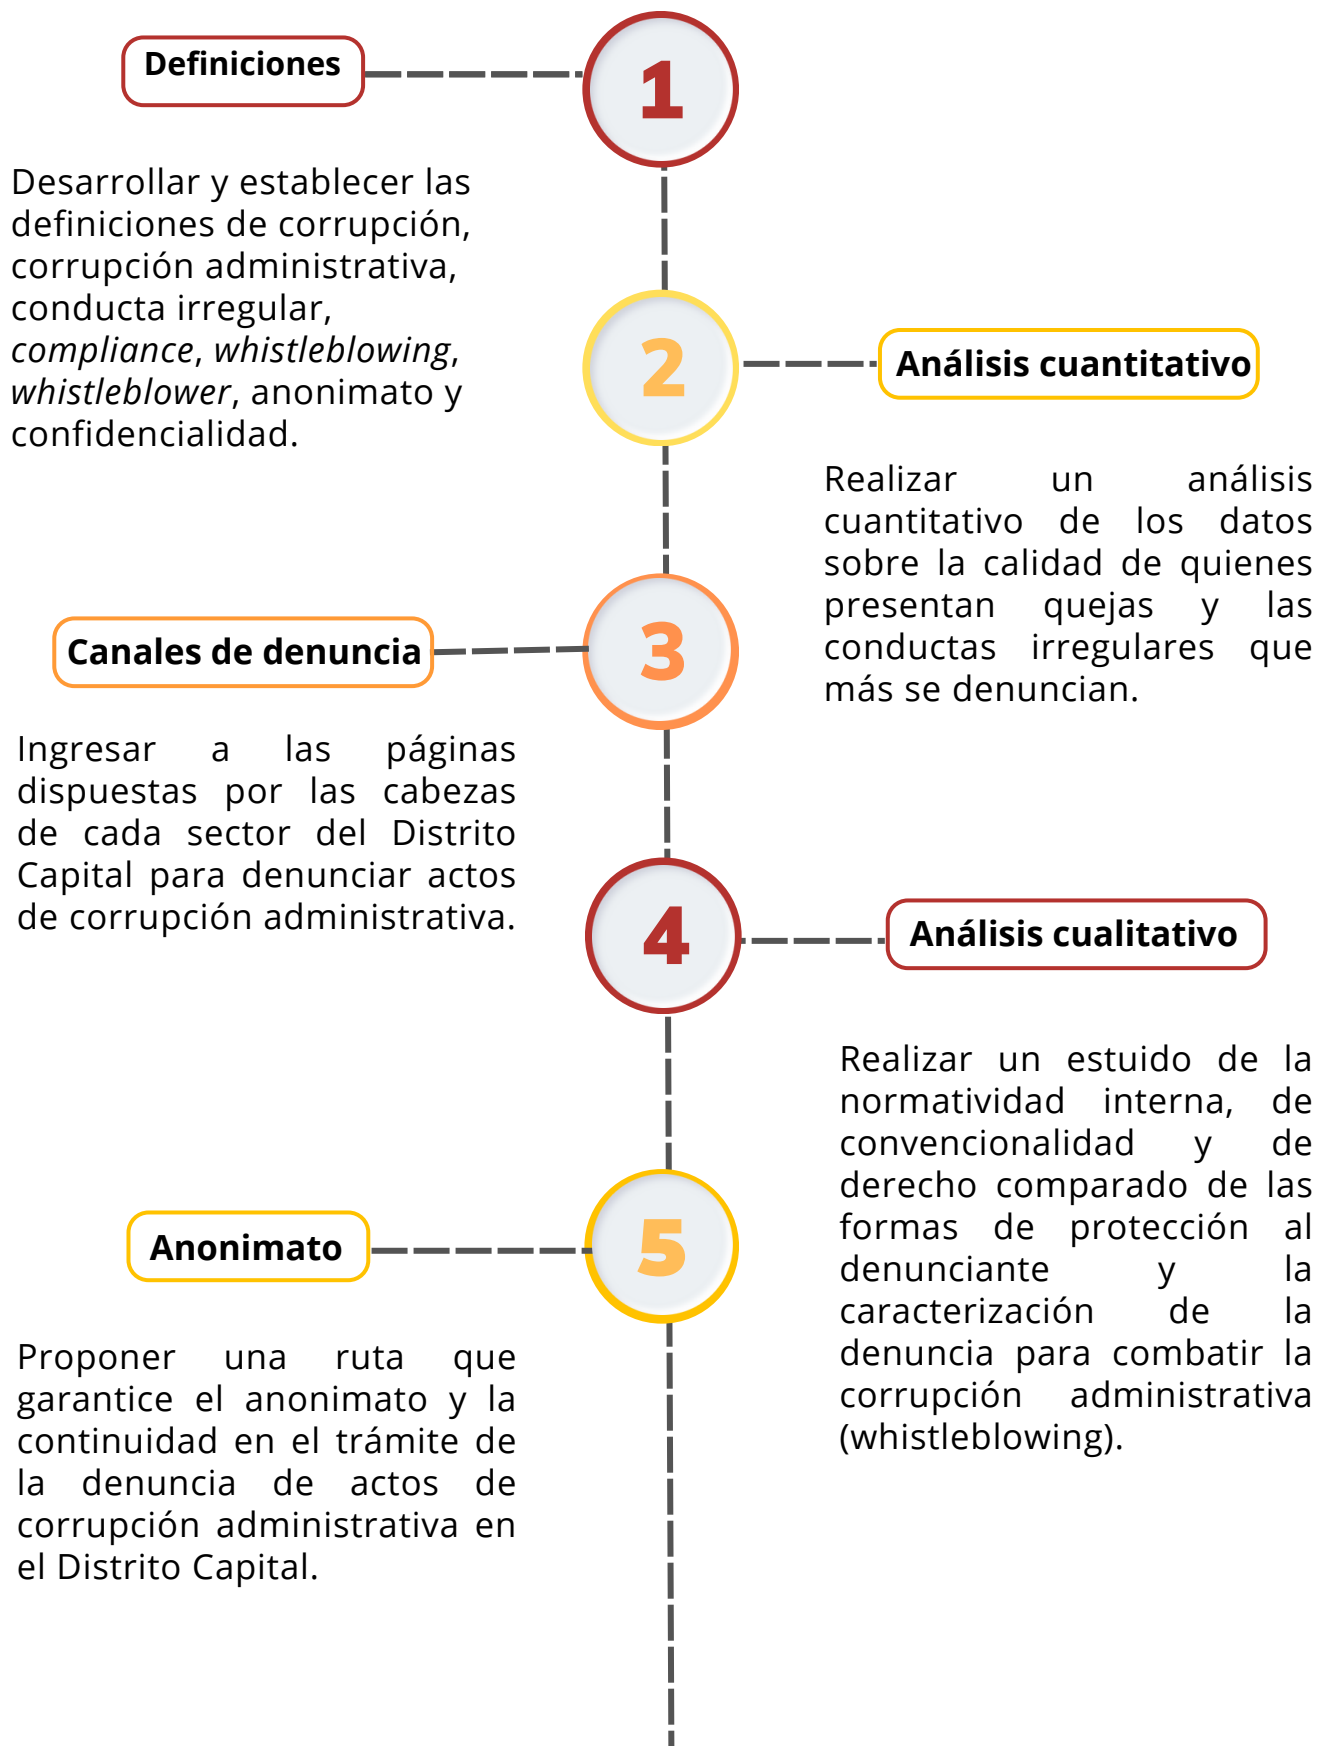 Definiciones
1
Desarrollar y establecer las
definiciones de corrupción,
corrupción administrativa,
conducta irregular,
compliance, whistleblowing,
whistleblower, anonimato y
confidencialidad.
2
Análisis cuantitativo
Realizar un análisis
cuantitativo de los datos
sobre la calidad de quienes
presentan quejas y las
conductas irregulares que
más se denuncian.
3
Canales de denuncia
Ingresar a las páginas
dispuestas por las cabezas
de cada sector del Distrito
Capital para denunciar actos
de corrupción administrativa.
4
Análisis cualitativo
Realizar un estuido de la
normatividad interna, de
convencionalidad y de
derecho comparado de las
formas de protección al
denunciante y la
caracterización de la
denuncia para combatir la
corrupción administrativa
(whistleblowing).
5
Anonimato
Proponer una ruta que
garantice el anonimato y la
continuidad en el trámite de
la denuncia de actos de
corrupción administrativa en
el Distrito Capital.